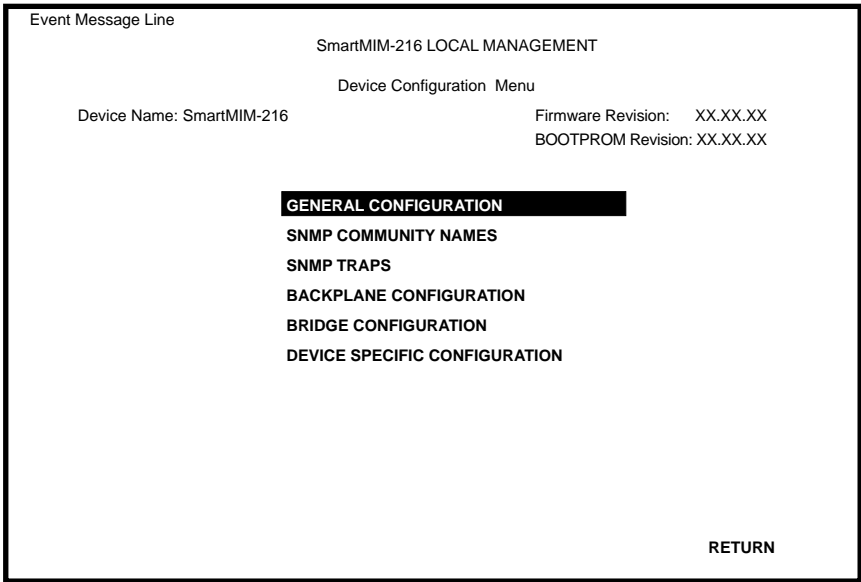 Event Message Line
SmartMIM-216 LOCAL MANAGEMENT
Device Configuration Menu
Device Name: SmartMIM-216 Firmware Revision: XX.XX.XX
BOOTPROM Revision: XX.XX.XX
GENERAL CONFIGURATION
SNMP COMMUNITY NAMES
SNMP TRAPS
BACKPLANE CONFIGURATION
BRIDGE CONFIGURATION
DEVICE SPECIFIC CONFIGURATION
RETURN